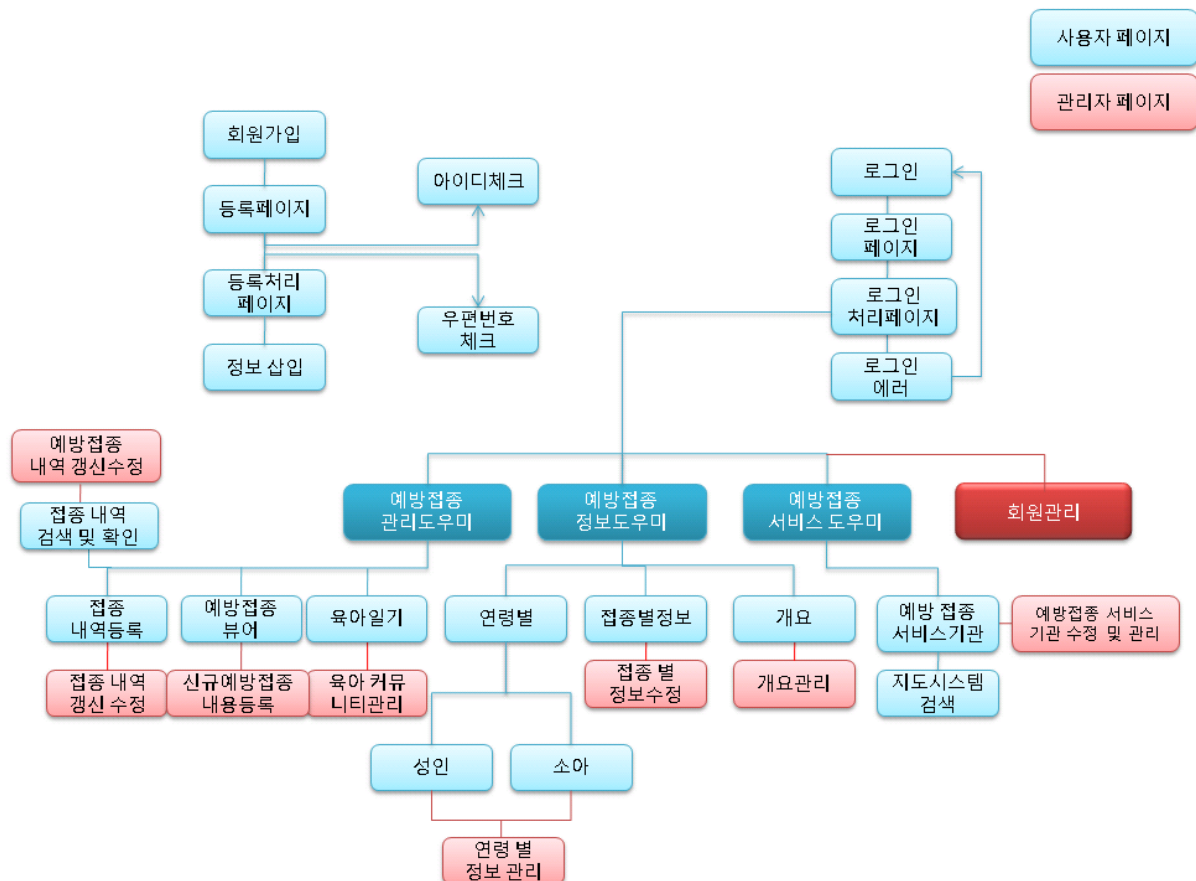 사용자 페이지
관리자 페이지
회원가입
등록페이지
등록처리
페이지
정보 삽입
아이디체크
우편번호
체크
로그인
로그인
페이지
로그인
처리페이지
로그인
에러
예방접종
내역 갱신수정
접종 내역
검색 및 확인
예방접종
관리도우미
예방접종
정보도우미
예방접종
서비스 도우미
회원관리
접종
내역등록
예방접종
뷰어
육아일기
연령별
접종별정보
개요
예방 접종
서비스기관
예방접종 서비스
기관 수정 및 관리
접종 내역
갱신 수정
신규예방접종
내용등록
육아 커뮤
니티관리
접종 별
정보수정
개요관리
지도시스템
검색
성인
소아
연령 별
정보 관리